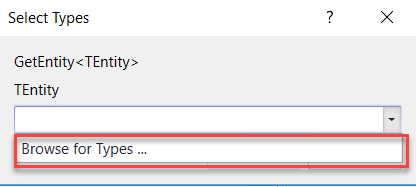 Select Types
GetEntity<TEntity>
TEntity
Browse for Types ...